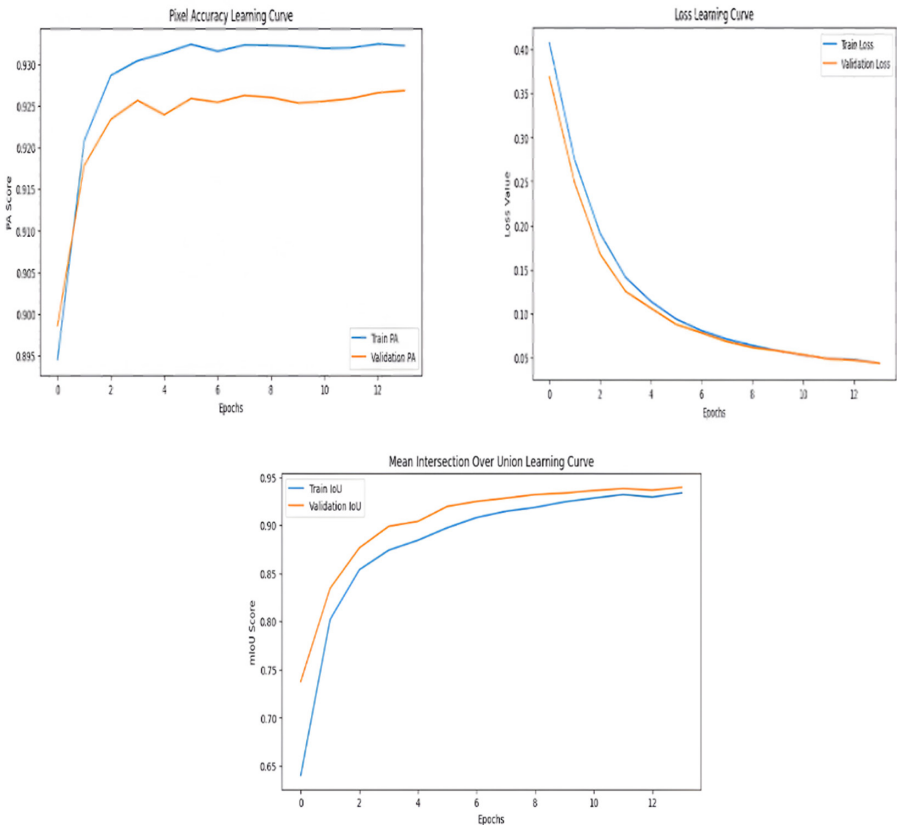 Pixel Accuracy Learning Curve
PA Score
0.930
0.925
0.920
0.915
0.910
0.905
0.900
0.895
Train PA
Validation PA
0 2 4 6 8 10 12
Epochs
Loss Learning Curve
Loss Value
0.40
0.35
0.30
0.25
0.20
0.15
0.10
0.05
Train Loss
Validation Loss
0 2 4 6 8 10 12
Epochs
Mean Intersection Over Union Learning Curve
mIoU Score
0.95
0.90
0.85
0.80
0.75
0.70
0.65
Train IoU
Validation IoU
0 2 4 6 8 10 12
Epochs